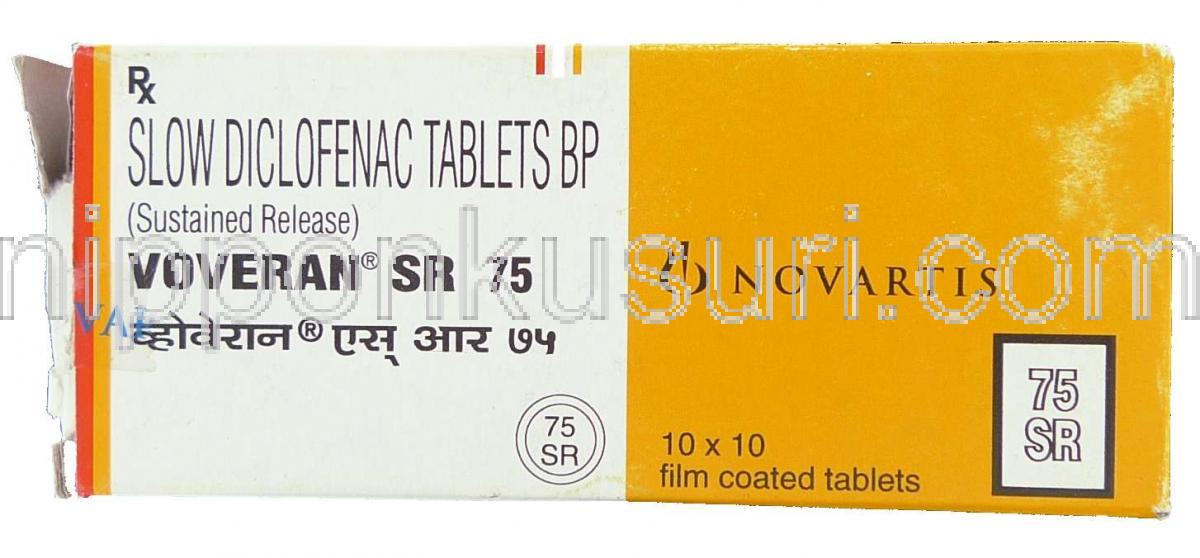 Rx
SLOW DICLOFENAC TABLETS BP
(Sustained Release)
VOVERAN® SR 75
व्होवेरान® एस् आर ७५
75
SR
NOVARTIS
10 x 10
film coated tablets
75
SR
nipponkusuri.com